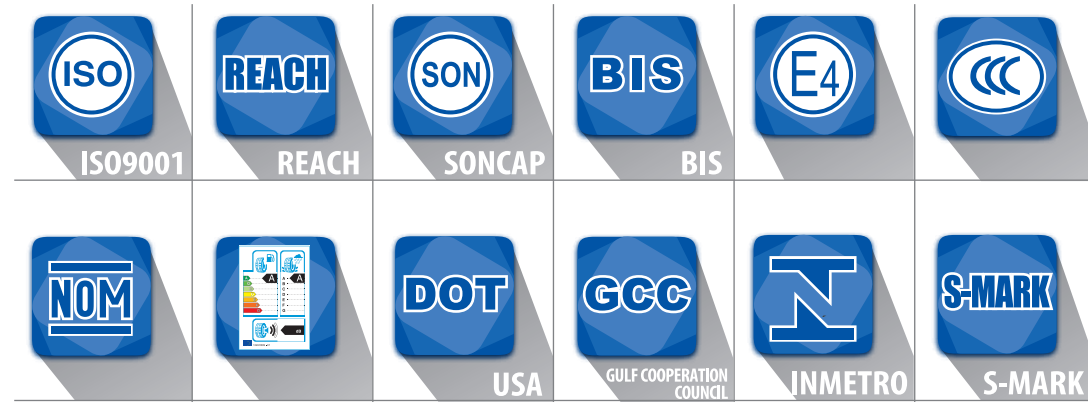 ISO
REACH
SON
BIS
E4
CCC
ISO9001
REACH
SONCAP
BIS
NOM
A
A
dB
DOT
GCC
N
S-MARK
USA
GULF COOPERATION
COUNCIL
INMETRO
S-MARK